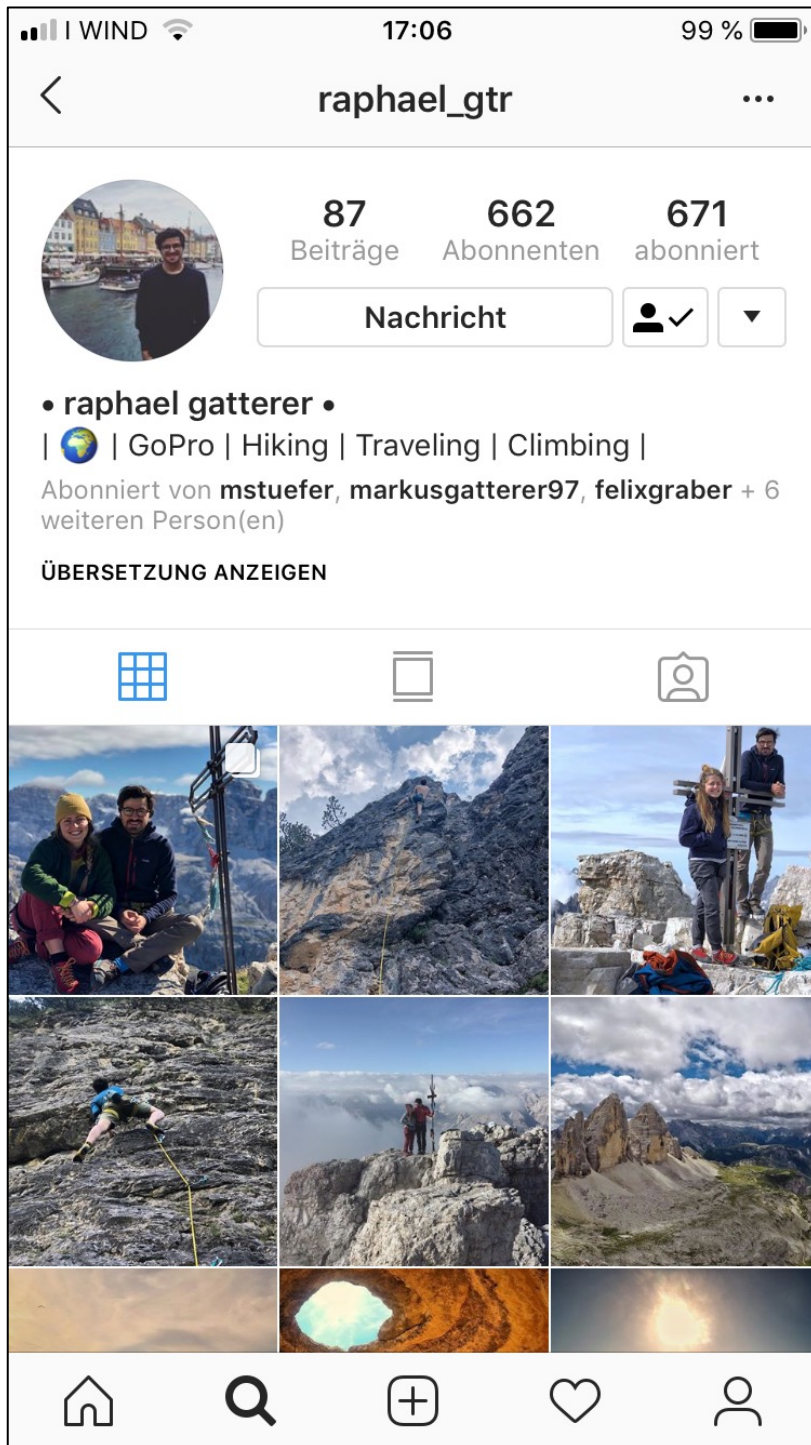 I WIND 17:06 99 %
raphael_gtr
87 662 671
Beiträge Abonnenten abonniert
Nachricht
• raphael gatterer •
| | GoPro | Hiking | Traveling | Climbing |
Abonniert von mstuefer, markusgatterer97, felixgraber + 6
weiteren Person(en)
ÜBERSETZUNG ANZEIGEN